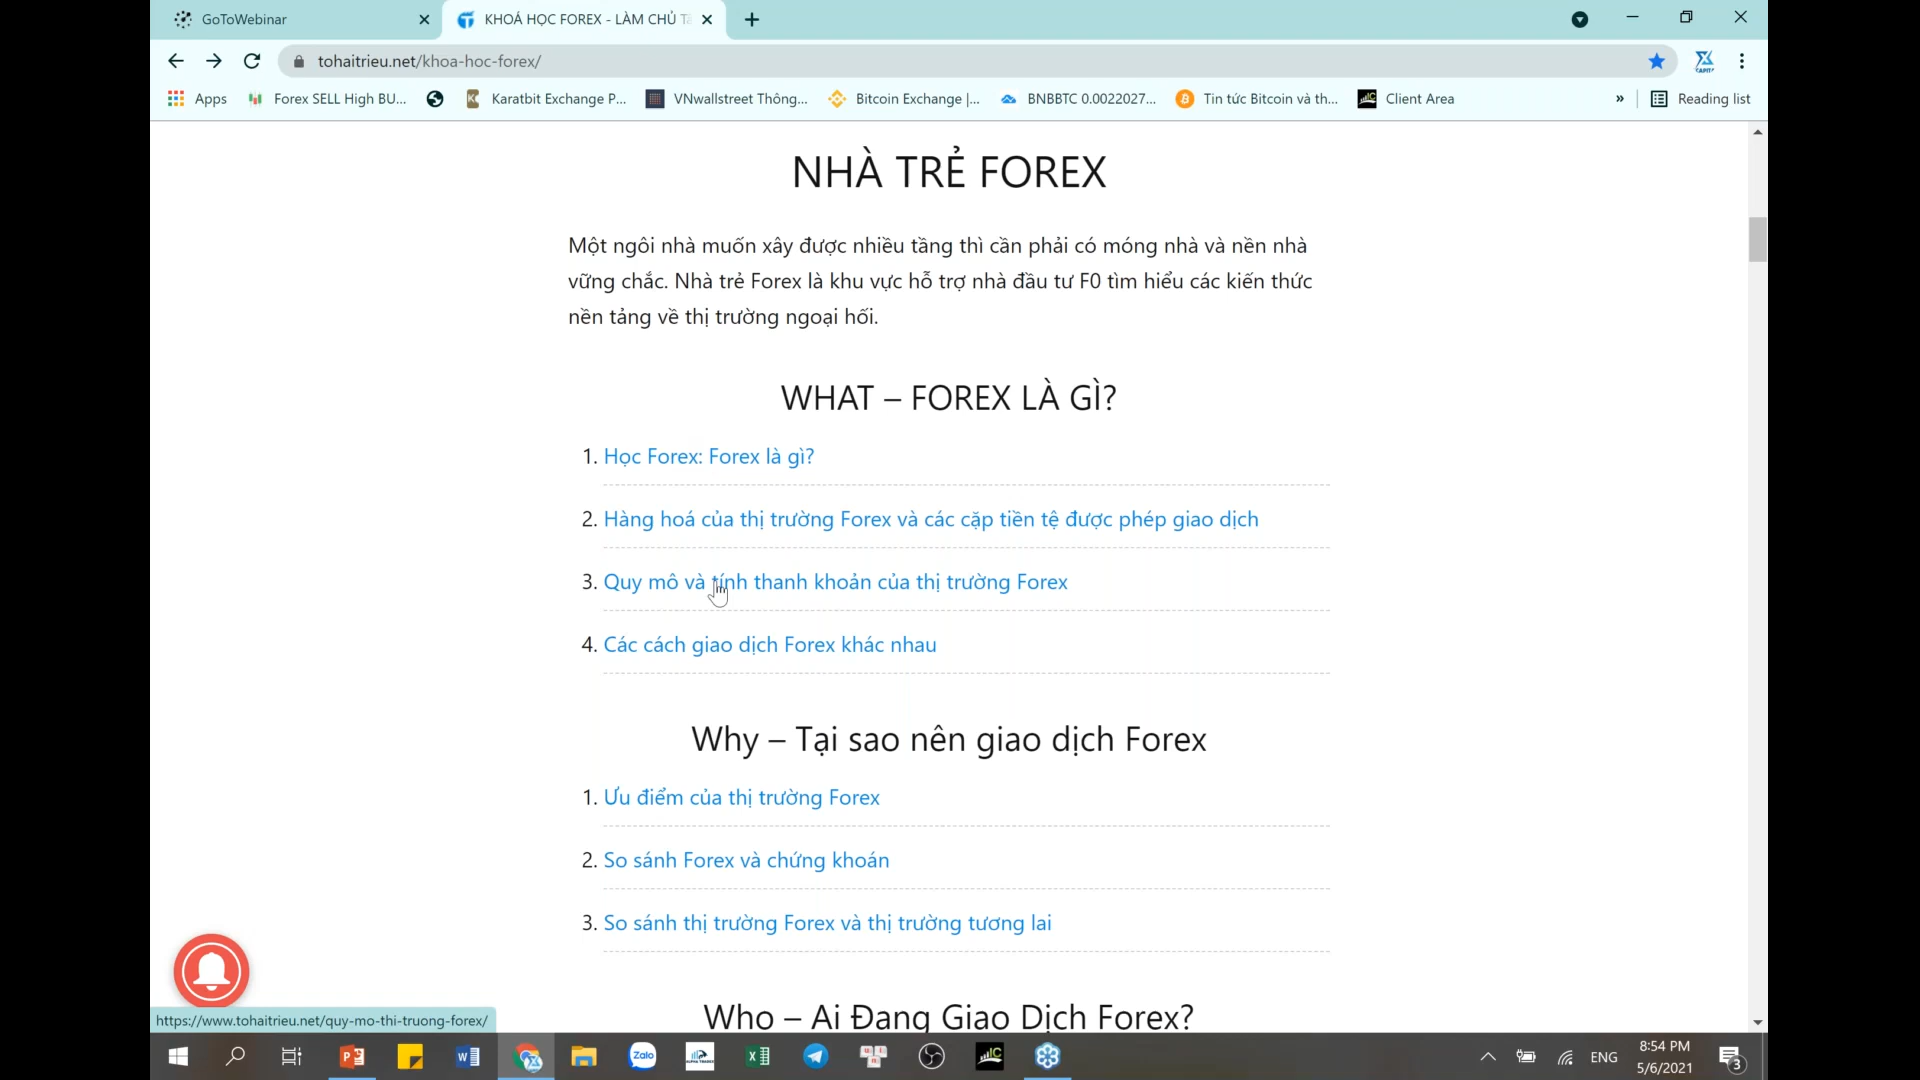 GoToWebinar
KHOÁ HỌC FOREX - LÀM CHỦ
tohaitrieu.net/khoa-hoc-forex/
Apps
Forex SELL High BU...
Karatbit Exchange P...
VNwallstreet Thông...
Bitcoin Exchange |...
BNBBTC 0.0022027...
Tin tức Bitcoin và th...
Client Area
»
Reading list
NHÀ TRẺ FOREX
Một ngôi nhà muốn xây được nhiều tầng thì cần phải có móng nhà và nền nhà
vững chắc. Nhà trẻ Forex là khu vực hỗ trợ nhà đầu tư F0 tìm hiểu các kiến thức
nền tảng về thị trường ngoại hối.
WHAT – FOREX LÀ GÌ?
1. Học Forex: Forex là gì?
2. Hàng hoá của thị trường Forex và các cặp tiền tệ được phép giao dịch
3. Quy mô và tính thanh khoản của thị trường Forex
4. Các cách giao dịch Forex khác nhau
Why – Tại sao nên giao dịch Forex
1. Ưu điểm của thị trường Forex
2. So sánh Forex và chứng khoán
3. So sánh thị trường Forex và thị trường tương lai
Who – Ai Đang Giao Dịch Forex?
https://www.tohaitrieu.net/quy-mo-thi-truong-forex/
Zalo
ENG
8:54 PM
5/6/2021
3